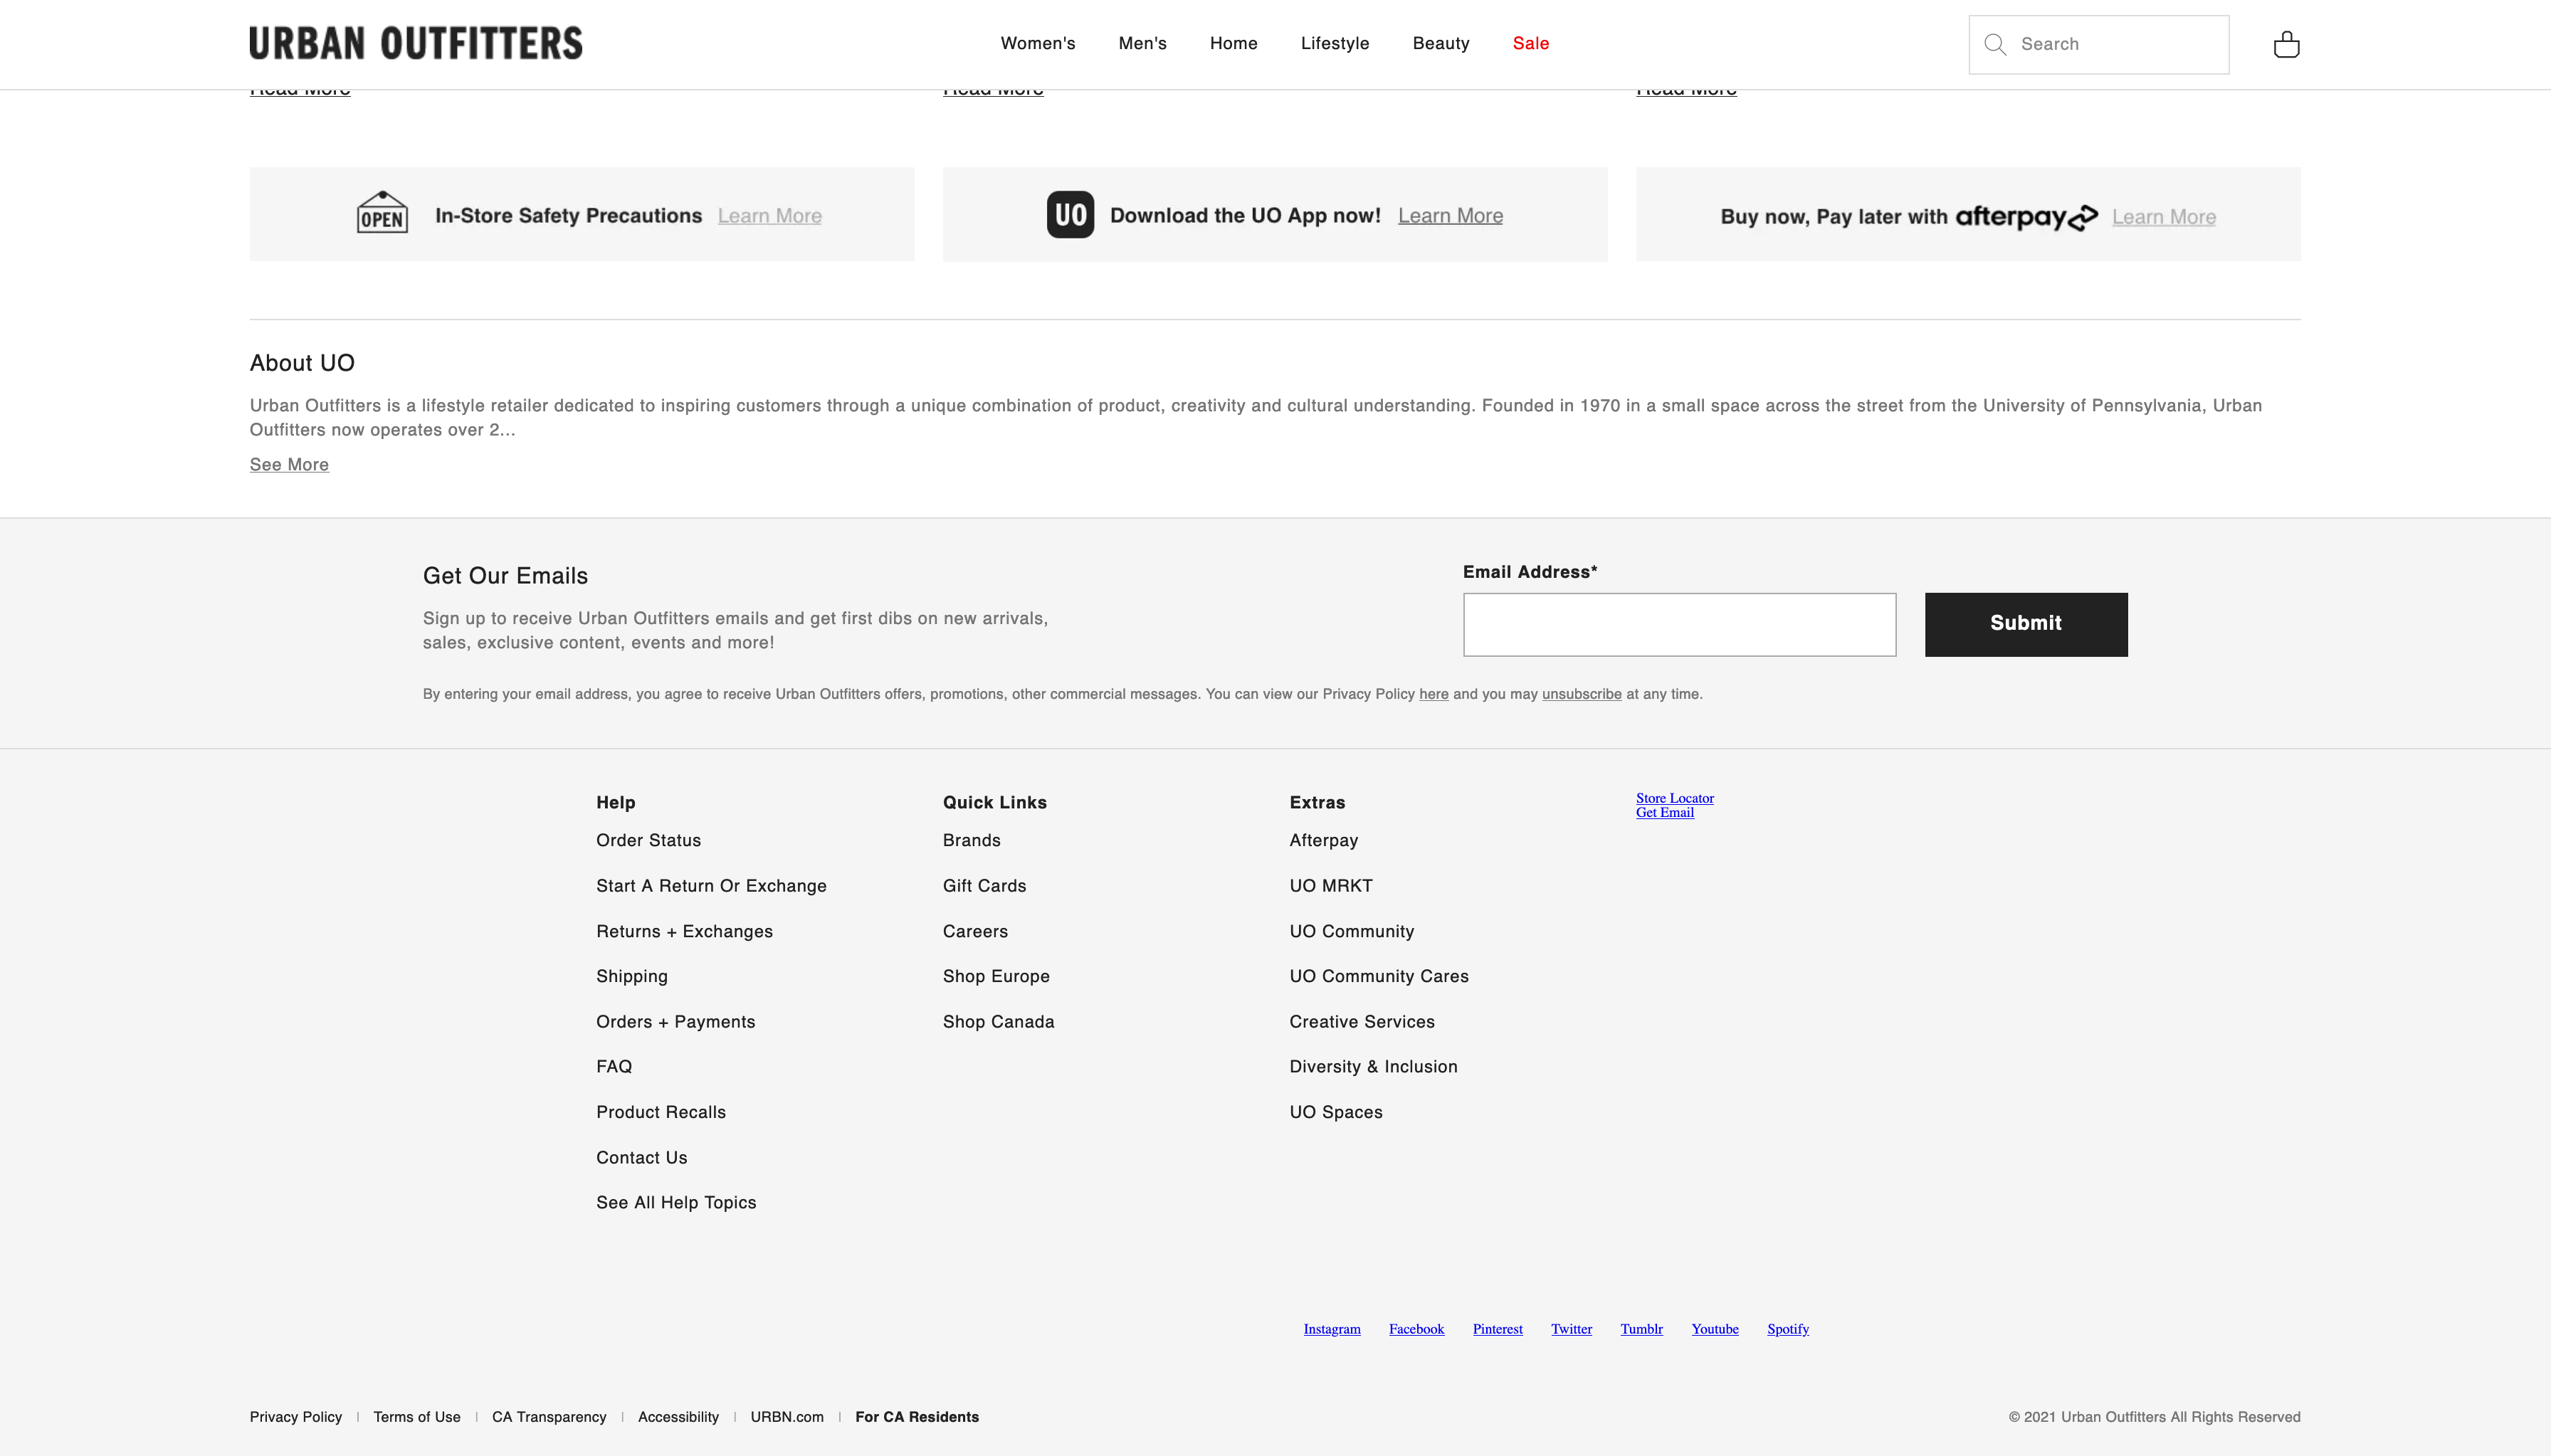 URBAN OUTFITTERS
Women's
Men's
Home
Lifestyle
Beauty
Sale
Search
Read More
Read More
Read More
OPEN
In-Store Safety Precautions Learn More
UO
Download the UO App now! Learn More
Buy now, Pay later with afterpay Learn More
About UO
Urban Outfitters is a lifestyle retailer dedicated to inspiring customers through a unique combination of product, creativity and cultural understanding. Founded in 1970 in a small space across the street from the University of Pennsylvania, Urban
Outfitters now operates over 2...
See More
Get Our Emails
Sign up to receive Urban Outfitters emails and get first dibs on new arrivals,
sales, exclusive content, events and more!
Email Address*
Submit
By entering your email address, you agree to receive Urban Outfitters offers, promotions, other commercial messages. You can view our Privacy Policy here and you may unsubscribe at any time.
Help
Order Status
Start A Return Or Exchange
Returns + Exchanges
Shipping
Orders + Payments
FAQ
Product Recalls
Contact Us
See All Help Topics
Quick Links
Brands
Gift Cards
Careers
Shop Europe
Shop Canada
Extras
Afterpay
UO MRKT
UO Community
UO Community Cares
Creative Services
Diversity & Inclusion
UO Spaces
Store Locator
Get Email
Instagram
Facebook
Pinterest
Twitter
Tumblr
Youtube
Spotify
Privacy Policy | Terms of Use | CA Transparency | Accessibility | URBN.com | For CA Residents
© 2021 Urban Outfitters All Rights Reserved